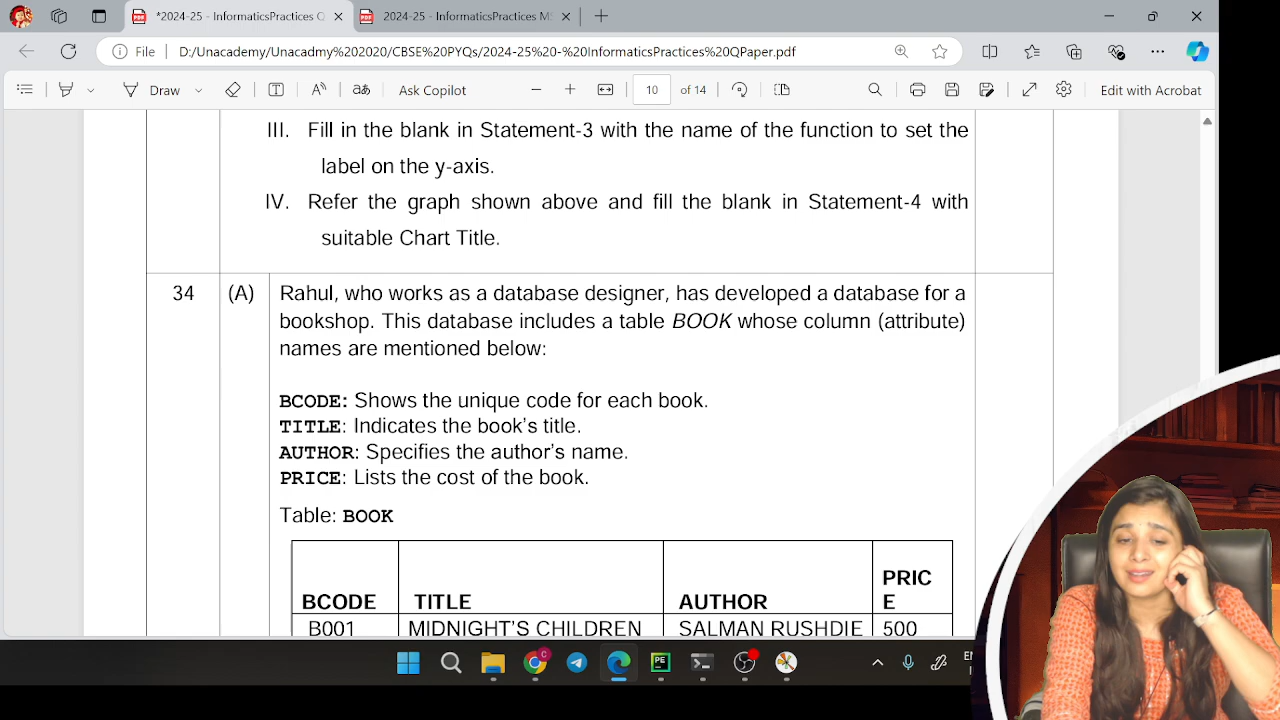 *2024-25 - InformaticsPractices Q
2024-25 - InformaticsPractices MS
File
D:/Unacademy/Unacadmy%202020/CBSE%20PYQs/2024-25%20-%20InformaticsPractices%20QPaper.pdf
Draw
Ask Copilot
10
of 14
Edit with Acrobat
III. Fill in the blank in Statement-3 with the name of the function to set the
label on the y-axis.
IV. Refer the graph shown above and fill the blank in Statement-4 with
suitable Chart Title.
34 (A) Rahul, who works as a database designer, has developed a database for a
bookshop. This database includes a table BOOK whose column (attribute)
names are mentioned below:
BCODE: Shows the unique code for each book.
TITLE: Indicates the book's title.
AUTHOR: Specifies the author's name.
PRICE: Lists the cost of the book.
Table: BOOK
BCODE TITLE AUTHOR PRIC
E
B001 MIDNIGHT'S CHILDREN SALMAN RUSHDIE 500